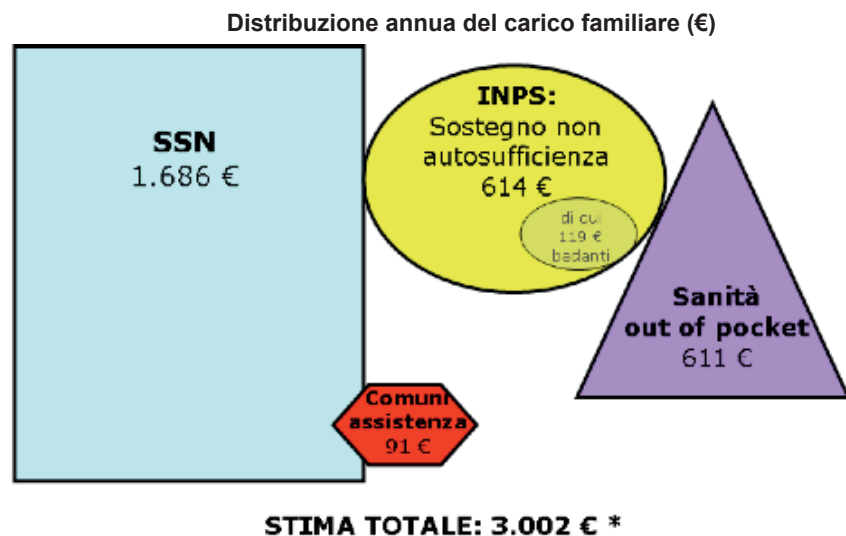 Distribuzione annua del carico familiare (€)
SSN
1.686 €
INPS:
Sostegno non
autosufficienza
614 €
di cui
119 €
badanti
Sanità
out of pocket
611 €
Comuni
assistenza
91 €
STIMA TOTALE: 3.002 € *